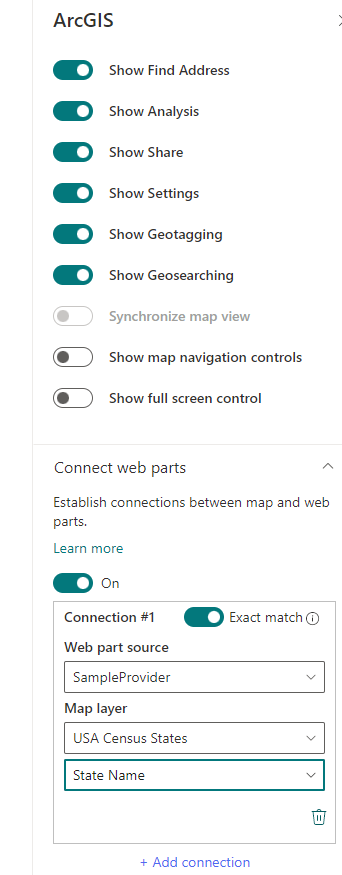 ArcGIS
Show Find Address
Show Analysis
Show Share
Show Settings
Show Geotagging
Show Geosearching
Synchronize map view
Show map navigation controls
Show full screen control
Connect web parts
Establish connections between map and web
parts.
Learn more
On
Connection #1 Exact match
Web part source
SampleProvider
Map layer
USA Census States
State Name
+ Add connection